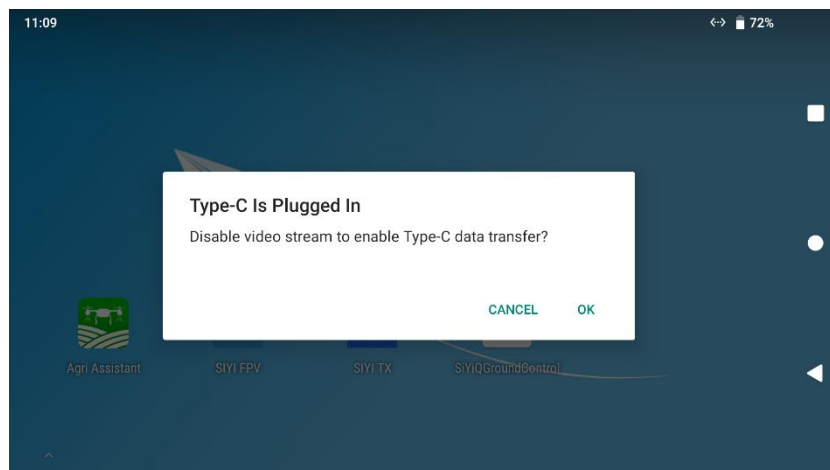 11:09
72%
Type-C Is Plugged In
Disable video stream to enable Type-C data transfer?
CANCEL OK
Agri Assistant SIYI FPV SIYI TX SiYiQGroundControl